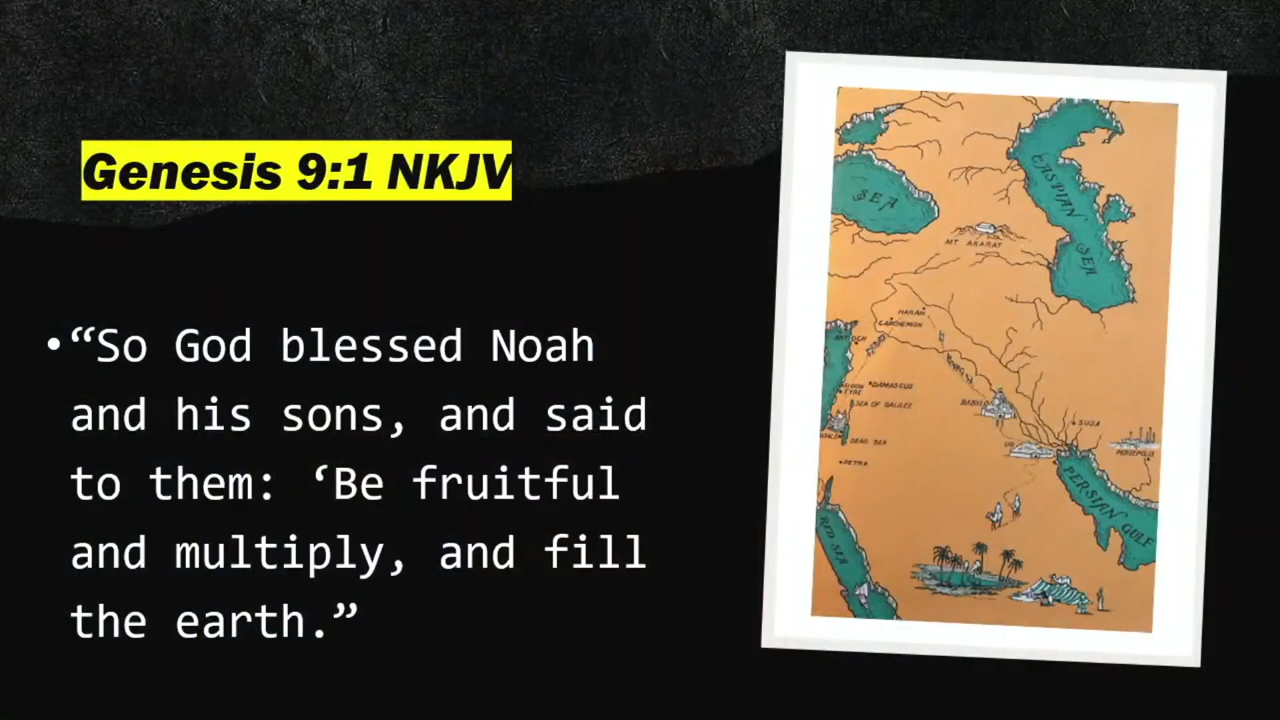 Genesis 9:1 NKJV
•“So God blessed Noah
and his sons, and said
to them: ‘Be fruitful
and multiply, and fill
the earth.”
SEA
CASPIAN
SEA
MT ARARAT
HARAN
CARCHEMISH
DAMASCUS
TYRE
SEA OF GALILEE
BABYLON
SUSA
DEAD SEA
UR
PERSEPOLIS
PETRA
PERSIAN GULF
RED SEA